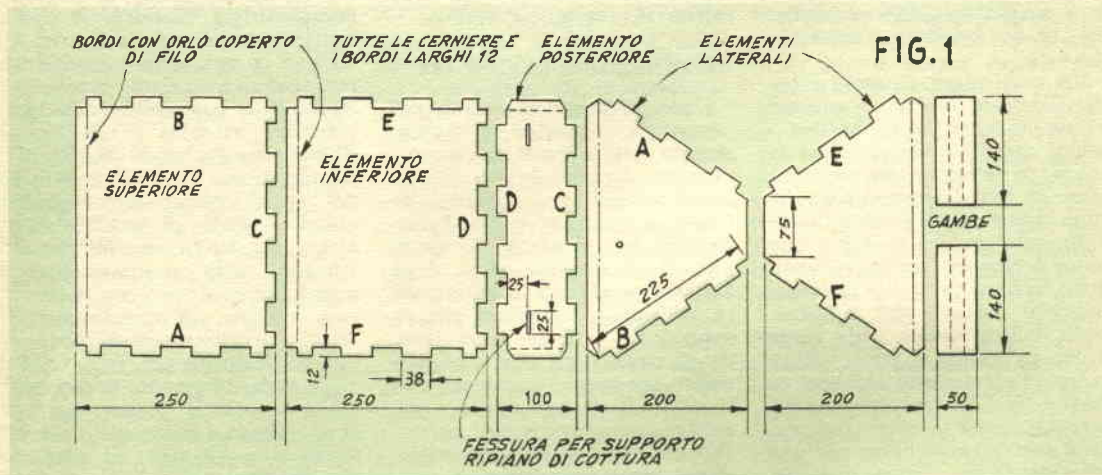 BORDI CON ORLO COPERTO
DI FILO
TUTTE LE CERNIERE E
I BORDI LARGHI 12
ELEMENTO
POSTERIORE
ELEMENTI
LATERALI
FIG.1
B
ELEMENTO
SUPERIORE
C
A
E
ELEMENTO
INFERIORE
D
F
12
38
D
C
25
25
A
225
B
E
75
F
140
GAMBE
140
250
250
100
200
200
50
FESSURA PER SUPPORTO
RIPIANO DI COTTURA